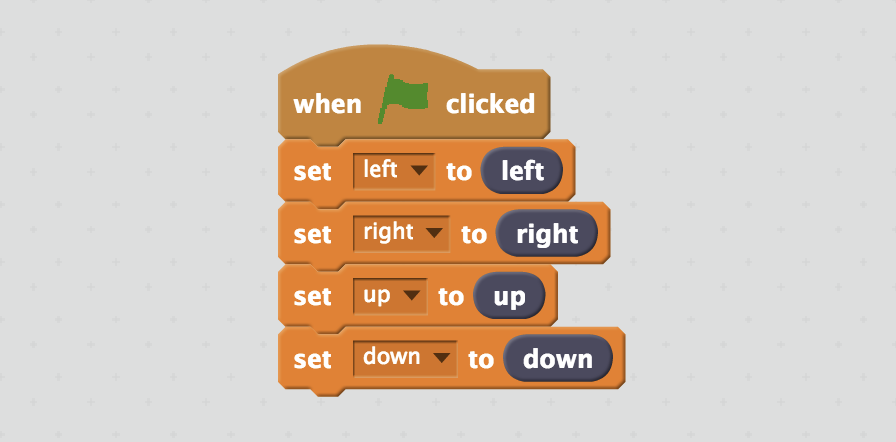 when clicked
set left to left
set right to right
set up to up
set down to down